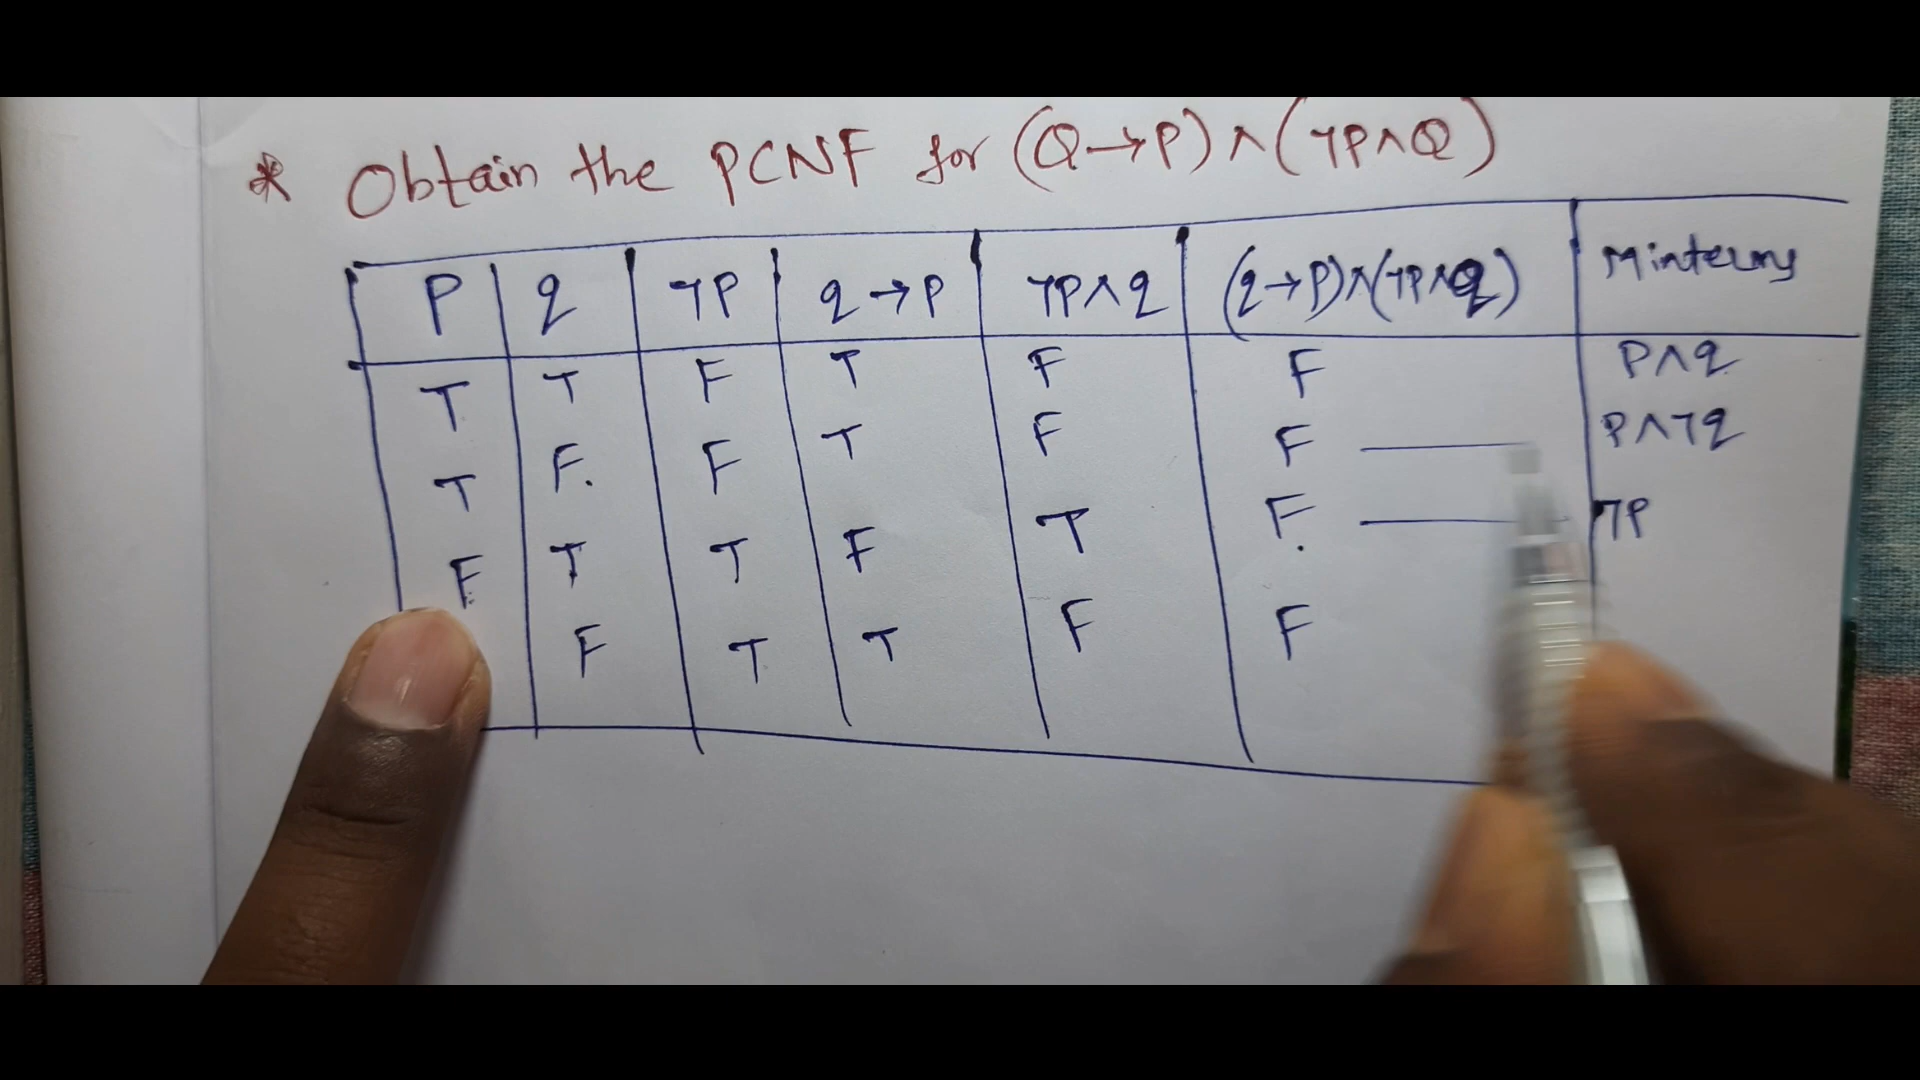 * Obtain the PCNF for (Q→P) ∧ (¬P∧Q)
P q ¬P q→P ¬P∧q (q→P)∧(¬P∧q) Minterms
T T F T F F P∧q
T F. F T F F P∧¬q
F T T F T F. ¬P
F T T F F